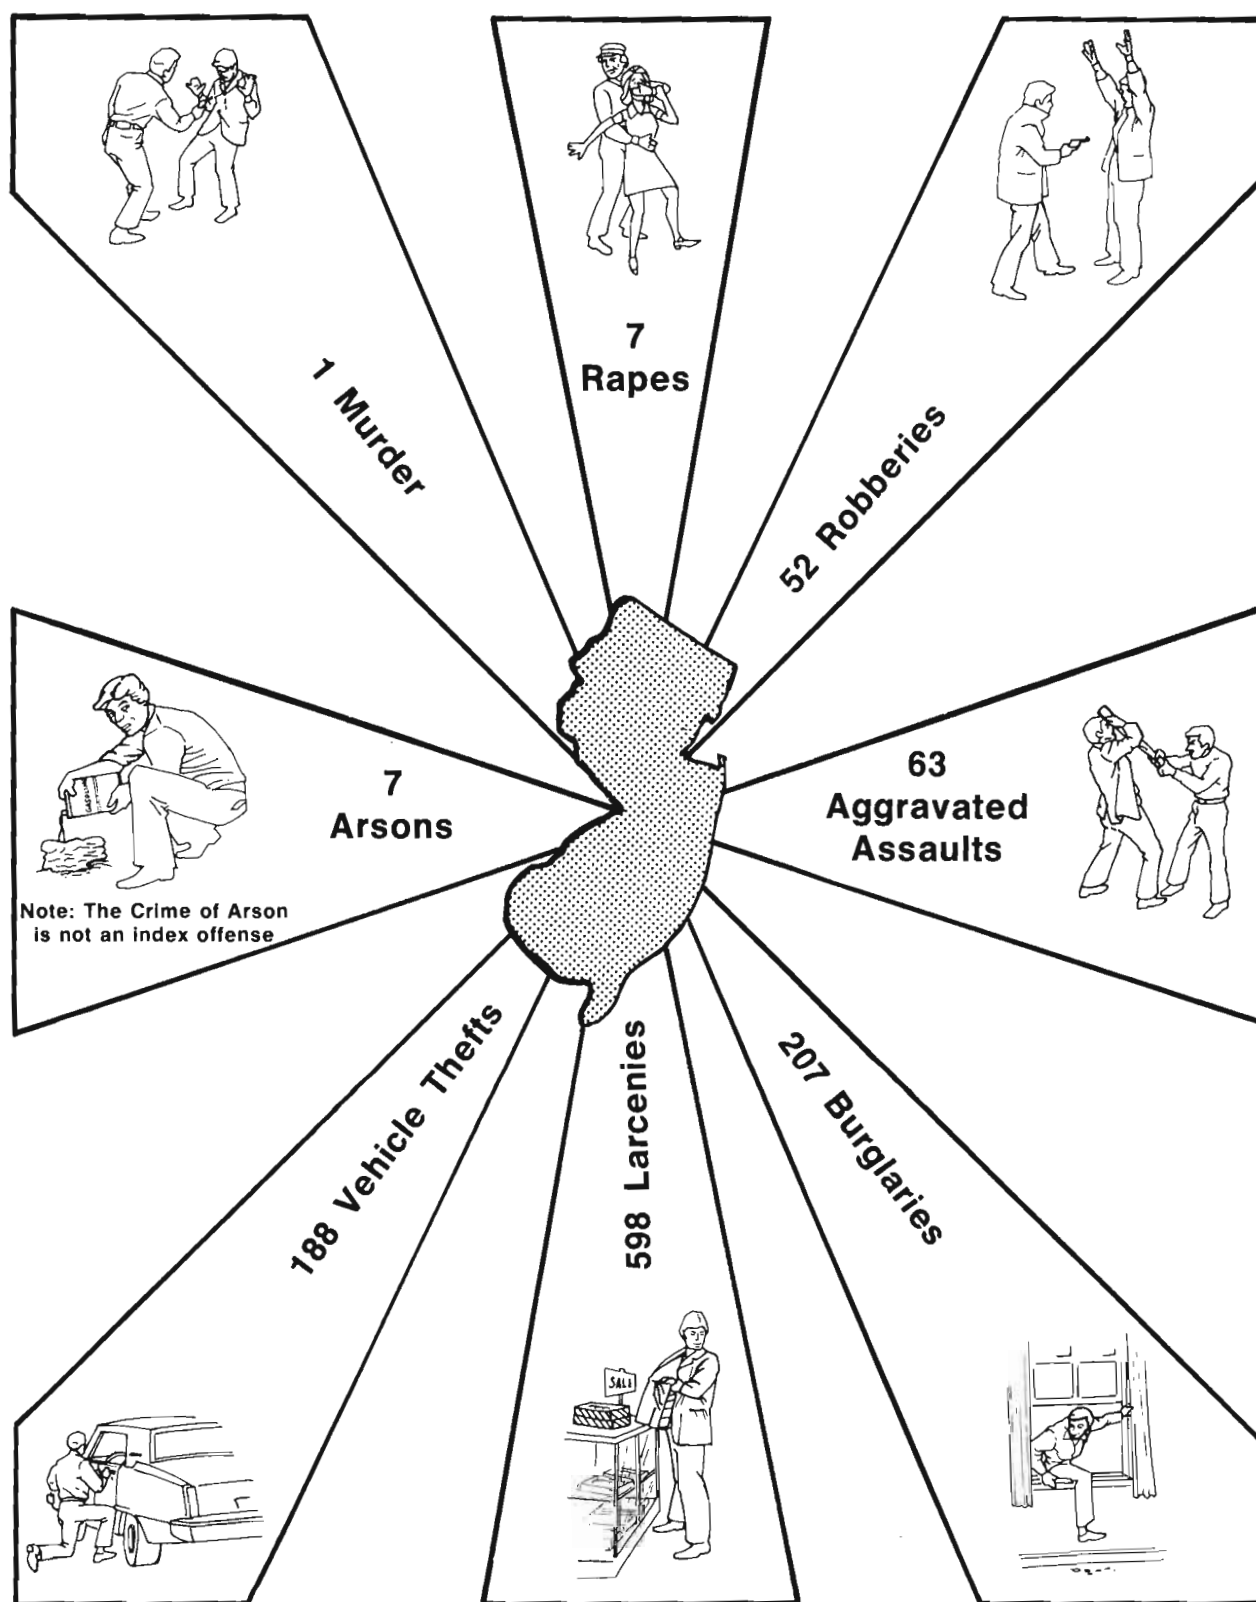 1 Murder
7
Rapes
52 Robberies
7
Arsons
GASOLINE
Note: The Crime of Arson
is not an index offense
63
Aggravated
Assaults
188 Vehicle Thefts
598 Larcenies
207 Burglaries
SALE